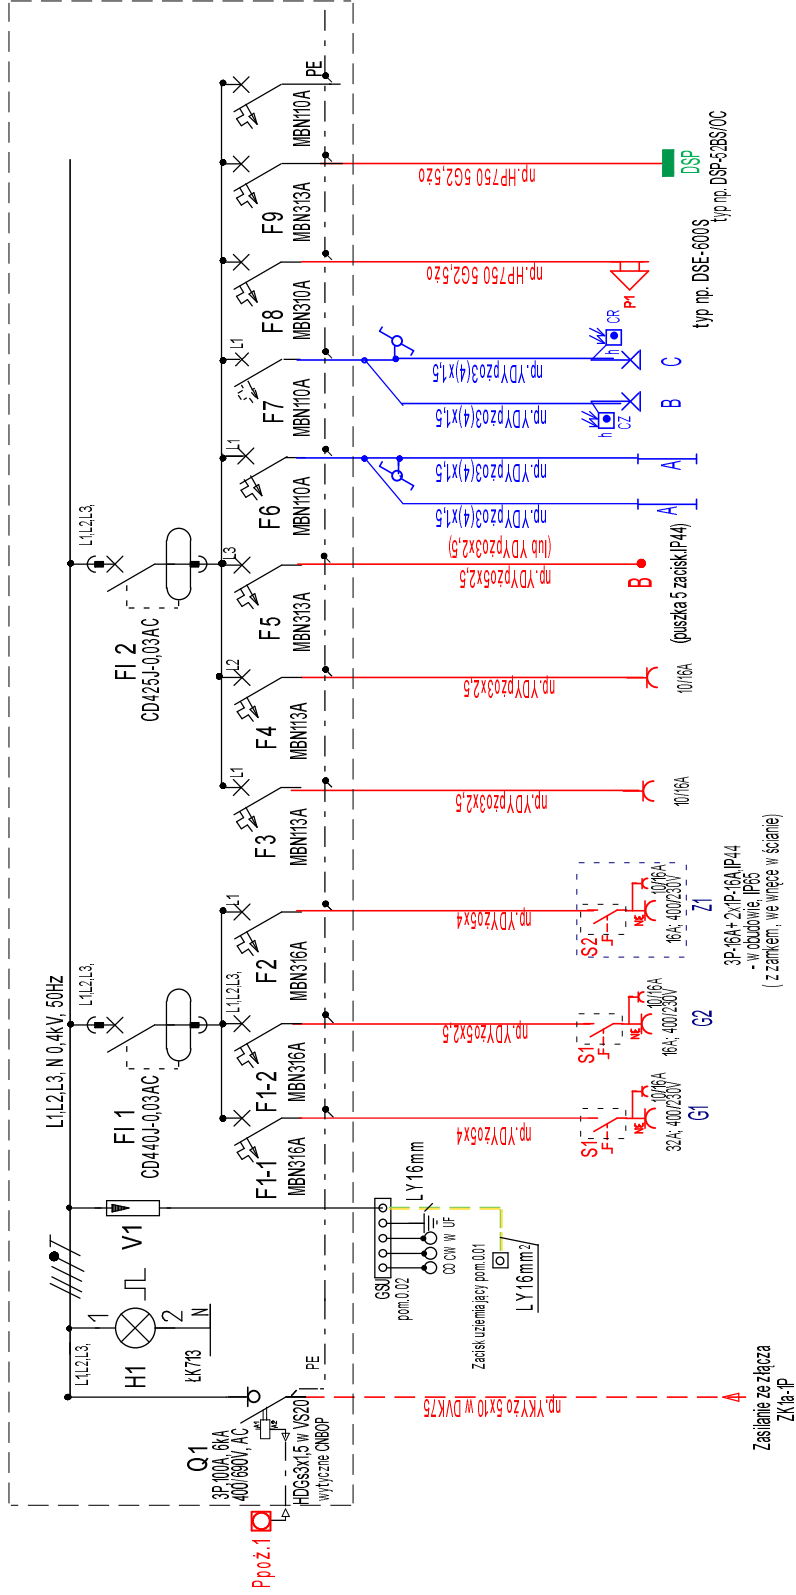 L1,L2,L3, N 0,4kV, 50Hz
L1,L2,L3,
H1
1
2
N
ŁK713
V1
Q1
3P,100A, 6kA
400/690V, AC
A1
A2
HDGs3x1,5 w VS20
wytyczne CNBOP
Ppoż.1
PE
np.YKYżo 5x10 w DVK75
Zasilanie ze złącza
ZK1a-1P
GSU
pom.0.02
CO
CW
W
UF
LY16mm
LY16mm²
Zacisk uziemiający pom.0.01
L1,L2,L3,
FI 1
CD440J-0,03AC
L1,L2,L3,
F1-1
MBN316A
np.YDYżo5x4
S1
NE
10/16A
32A; 400/230V
G1
F1-2
MBN316A
np.YDYżo5x2.5
S1
NE
10/16A
16A; 400/230V
G2
L1
F2
MBN316A
np.YDYżo5x4
S2
NE
10/16A
16A; 400/230V
Z1
3P-16A+ 2x1P-16A,IP44
- w obudowie, IP65
( z zamkem, we wnęce w ścianie)
L1,L2,L3,
FI 2
CD425J-0,03AC
L1
F3
MBN113A
np.YDYpżo3x2.5
10/16A
L2
F4
MBN113A
np.YDYpżo3x2.5
10/16A
L3
F5
MBN313A
np.YDYpżo5x2,5
(lub YDYpżo3x2,5)
B
(puszka 5 zacisk.IP44)
L1
F6
MBN110A
np.YDYpżo3(4)x1.5
A
np.YDYpżo3(4)x1.5
A
L1
F7
MBN110A
np.YDYpżo3(4)x1,5
h
CZ
B
np.YDYpżo3(4)x1,5
h
CR
C
F8
MBN310A
np.HP750 5G2,5żo
P1
typ np. DSE-600S
F9
MBN313A
np.HP750 5G2,5żo
DSP
typ np. DSP-52BS/OC
MBN110A
PE